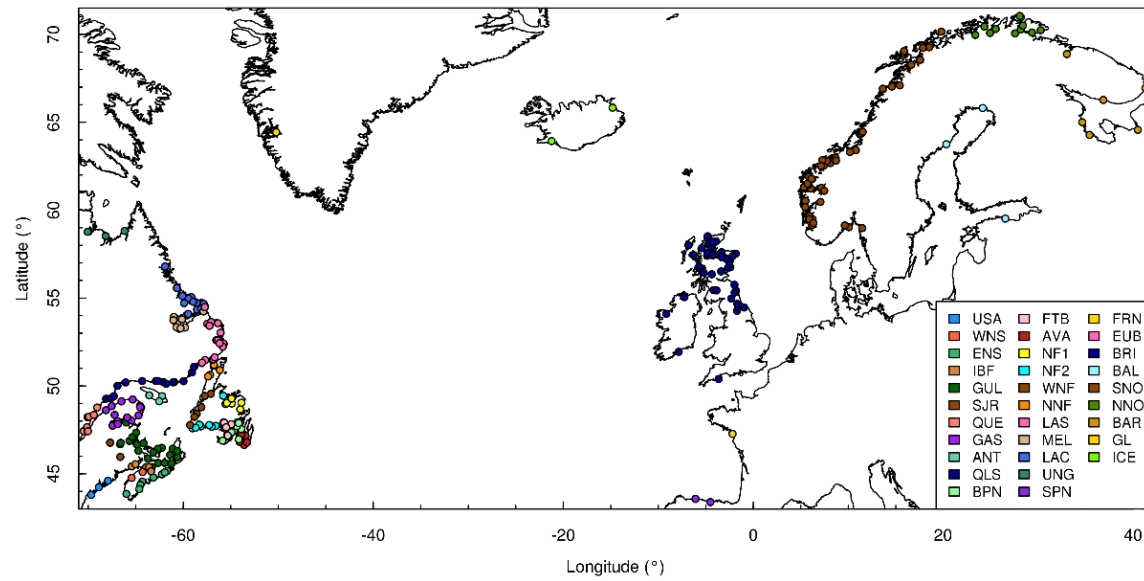 70
65
60
55
50
45
Latitude (°)
-60
-40
-20
0
20
40
Longitude (°)
USA
WNS
ENS
IBF
GUL
SJR
QUE
GAS
ANT
QLS
BPN
FTB
AVA
NF1
NF2
WNF
NNF
LAS
MEL
LAC
UNG
SPN
FRN
EUB
BRI
BAL
SNO
NNO
BAR
GL
ICE